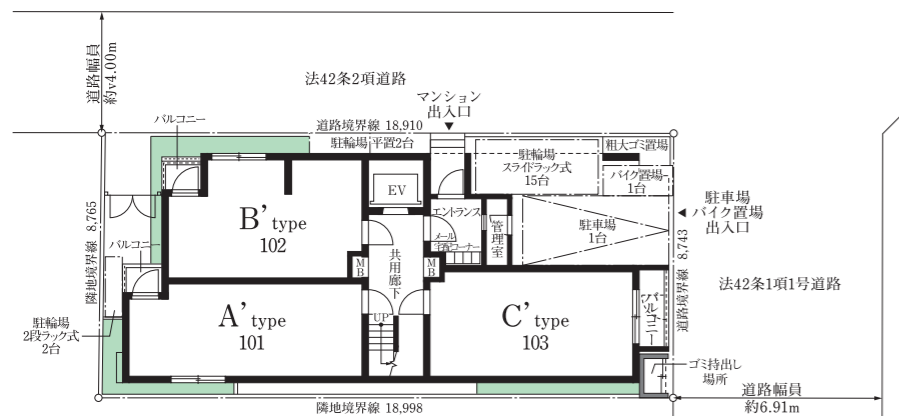 道路幅員
約v4.00m
法42条2項道路
マンション
出入口
バルコニー
道路境界線 18,910
駐輪場 平置2台
駐輪場
スライドラック式
15台
粗大ゴミ置場
バイク置場
1台
EV
エントランス
メール
宅配コーナー
管理室
駐車場
1台
駐車場
バイク置場
出入口
B’type
102
隣地境界線 8,765
バルコニー
共用廊下
MB
MB
道路境界線 8,743
法42条1項1号道路
A’type
101
UP
C’type
103
バルコニー
駐輪場
2段ラック式
2台
ゴミ持出し
場所
隣地境界線 18,998
道路幅員
約6.91m